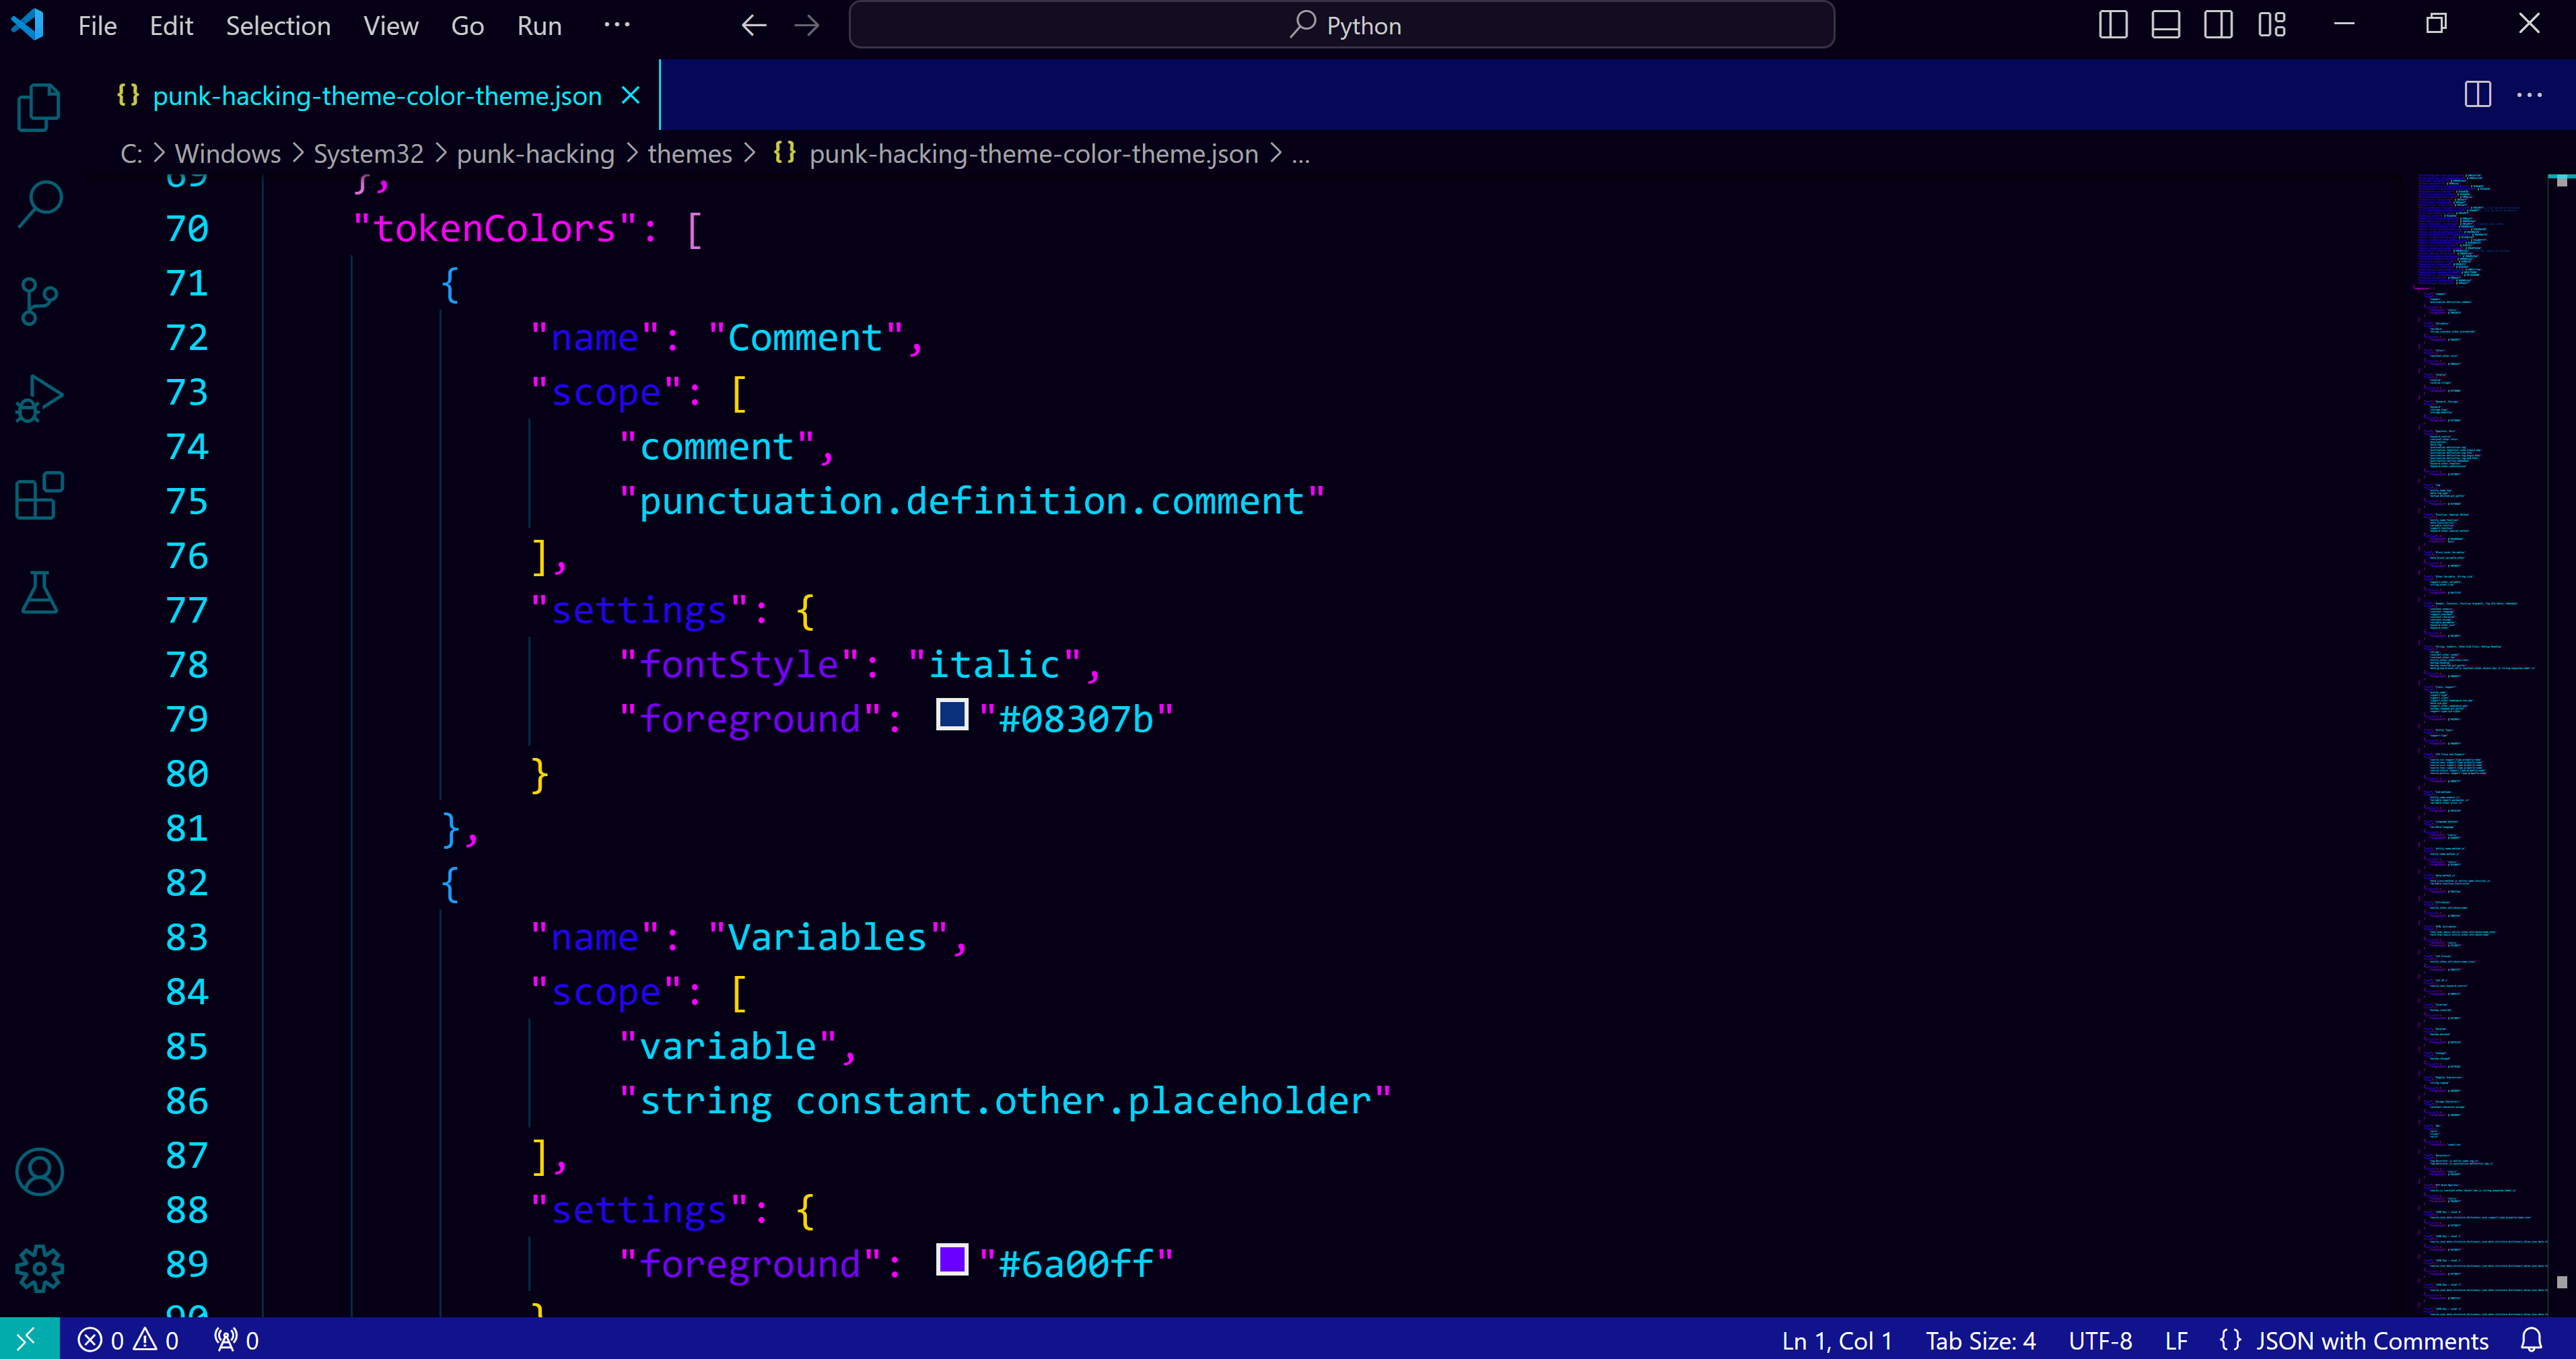 File Edit Selection View Go Run ··· Python
{} punk-hacking-theme-color-theme.json
C: > Windows > System32 > punk-hacking > themes > {} punk-hacking-theme-color-theme.json > ...
69 },
70 "tokenColors": [
71 {
72 "name": "Comment",
73 "scope": [
74 "comment",
75 "punctuation.definition.comment"
76 ],
77 "settings": {
78 "fontStyle": "italic",
79 "foreground": "#08307b"
80 }
81 },
82 {
83 "name": "Variables",
84 "scope": [
85 "variable",
86 "string constant.other.placeholder"
87 ],
88 "settings": {
89 "foreground": "#6a00ff"
90 }
0 0 0 Ln 1, Col 1 Tab Size: 4 UTF-8 LF {} JSON with Comments